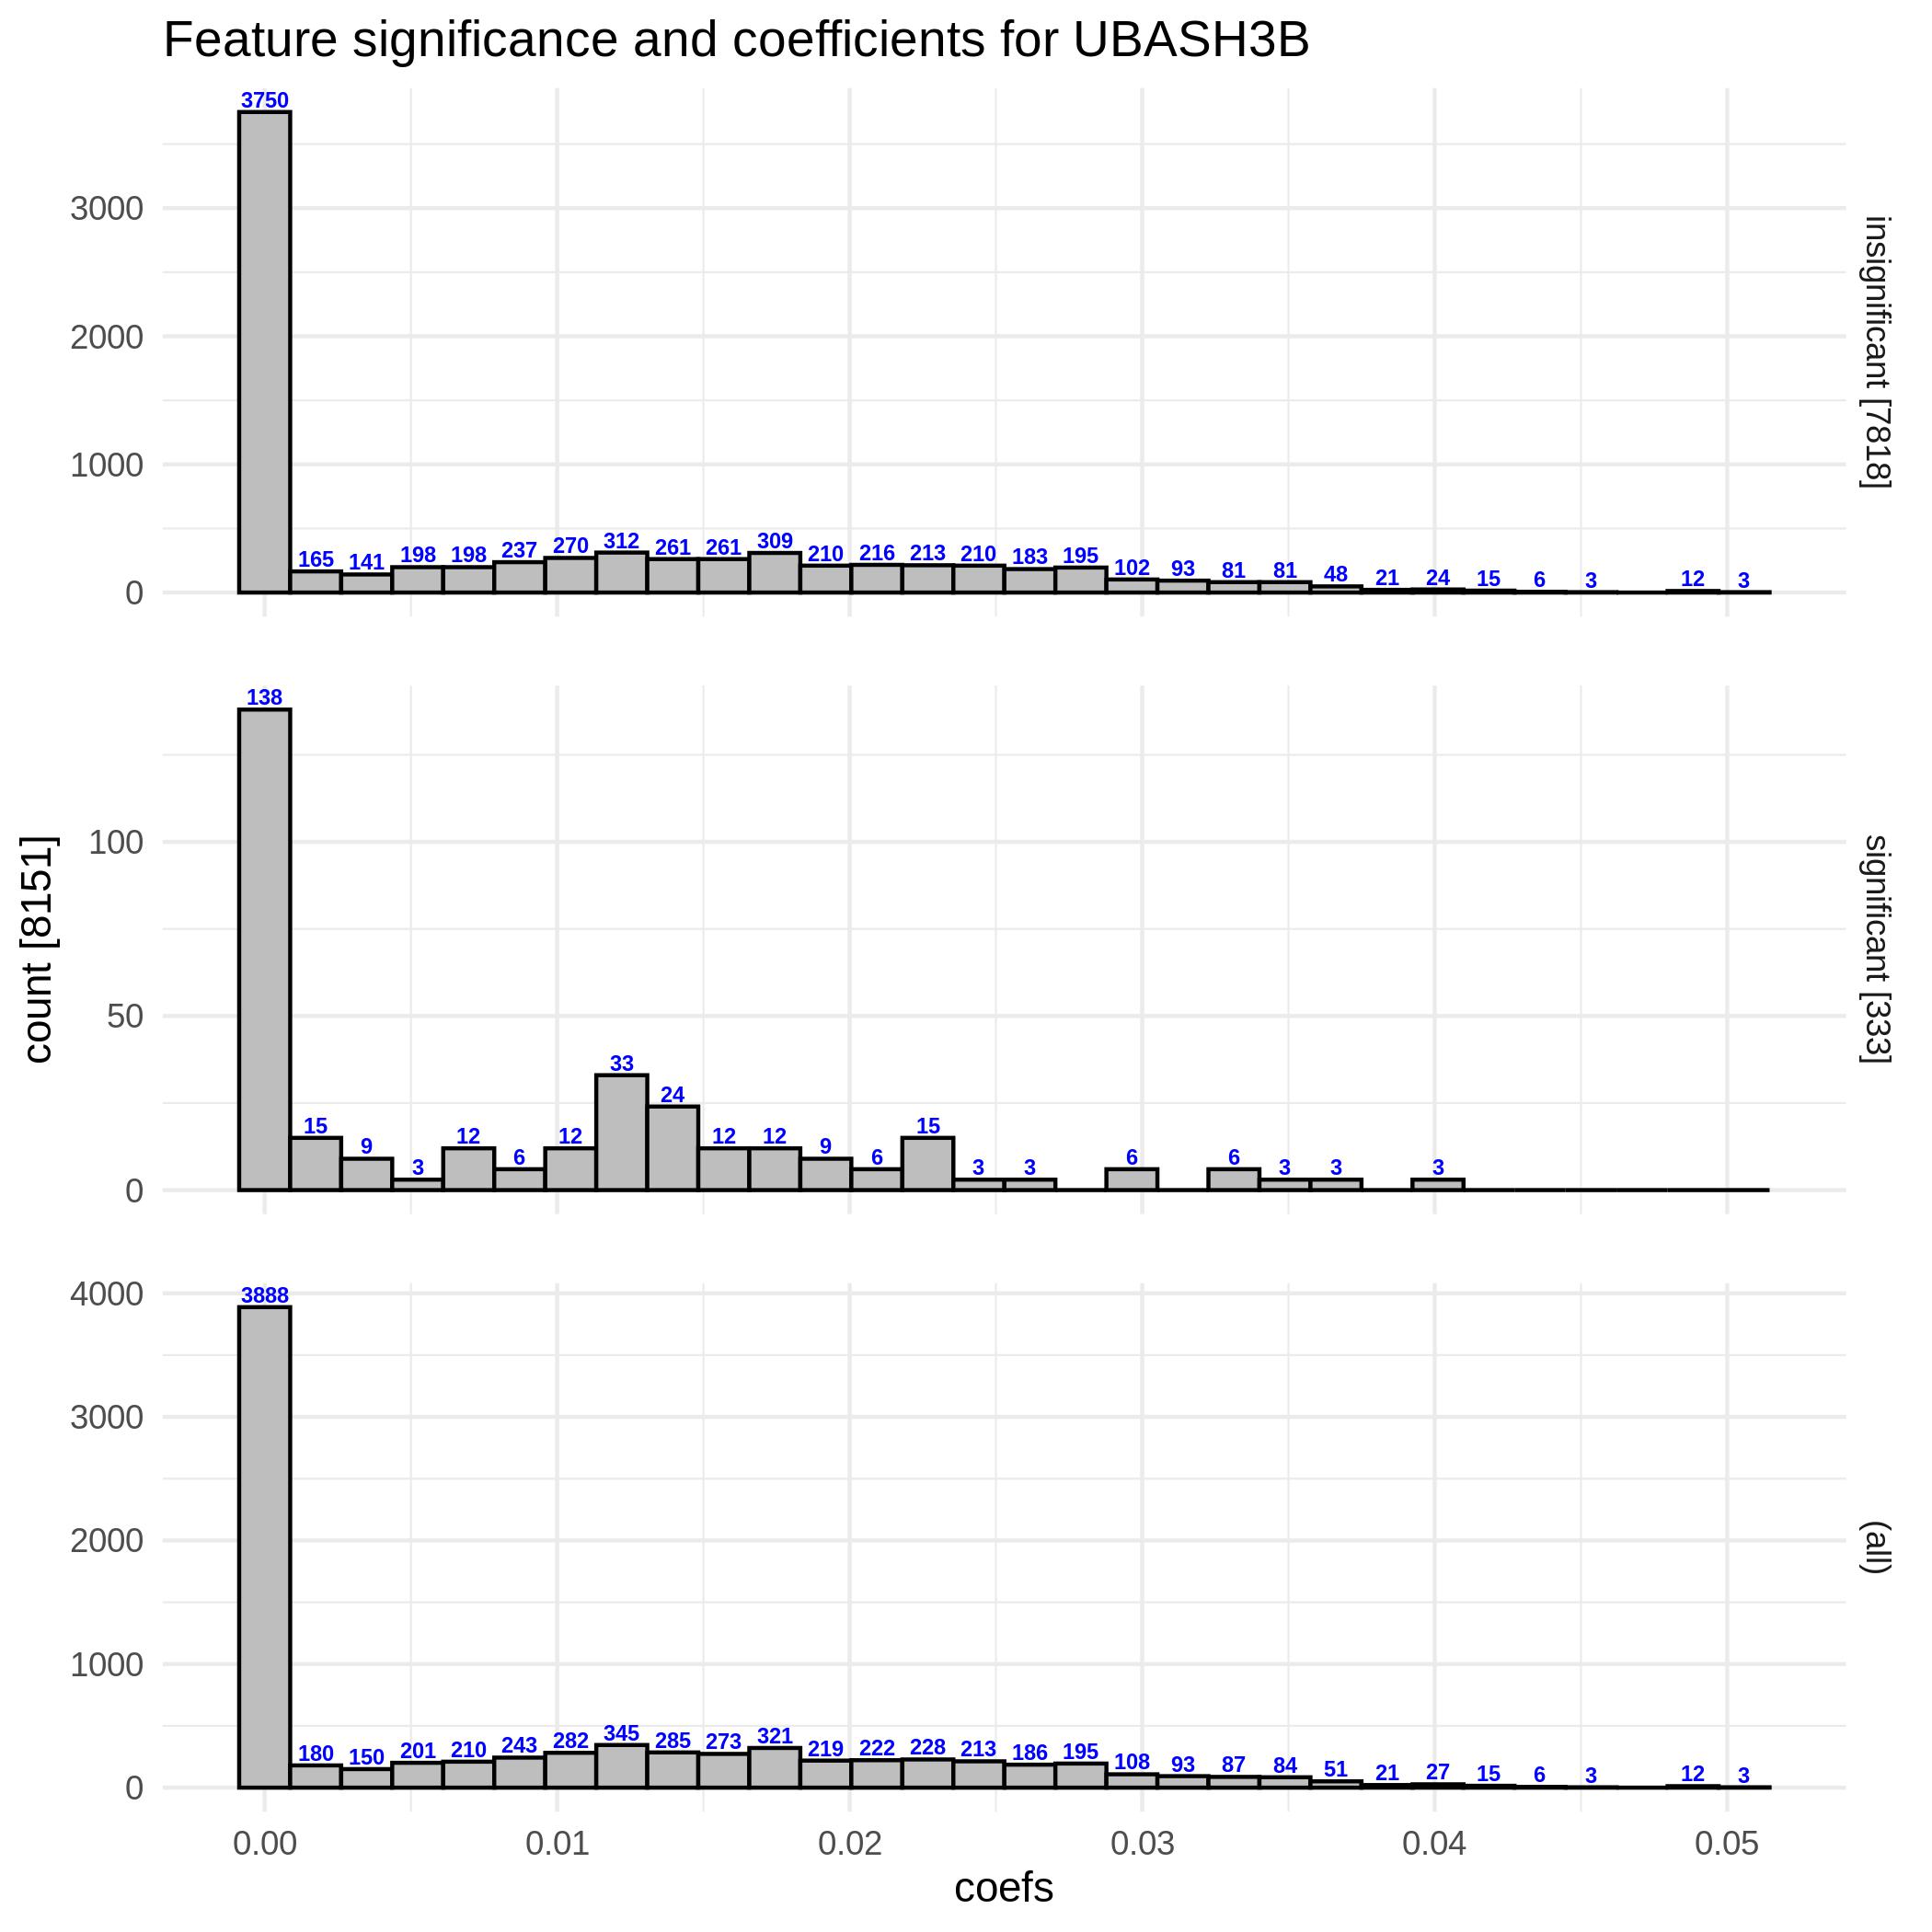 Feature significance and coefficients for UBASH3B
3750
165 141 198 198 237 270 312 261 261 309 210 216 213 210 183 195 102 93 81 81 48 21 24 15 6 3 12 3
3000
2000
1000
0
insignificant [7818]
138
15 9 3 12 6 12 33 24 12 12 9 6 15 3 3 6 6 3 3 3
100
50
0
significant [333]
count [8151]
3888
180 150 201 210 243 282 345 285 273 321 219 222 228 213 186 195 108 93 87 84 51 21 27 15 6 3 12 3
4000
3000
2000
1000
0
(all)
0.00 0.01 0.02 0.03 0.04 0.05
coefs